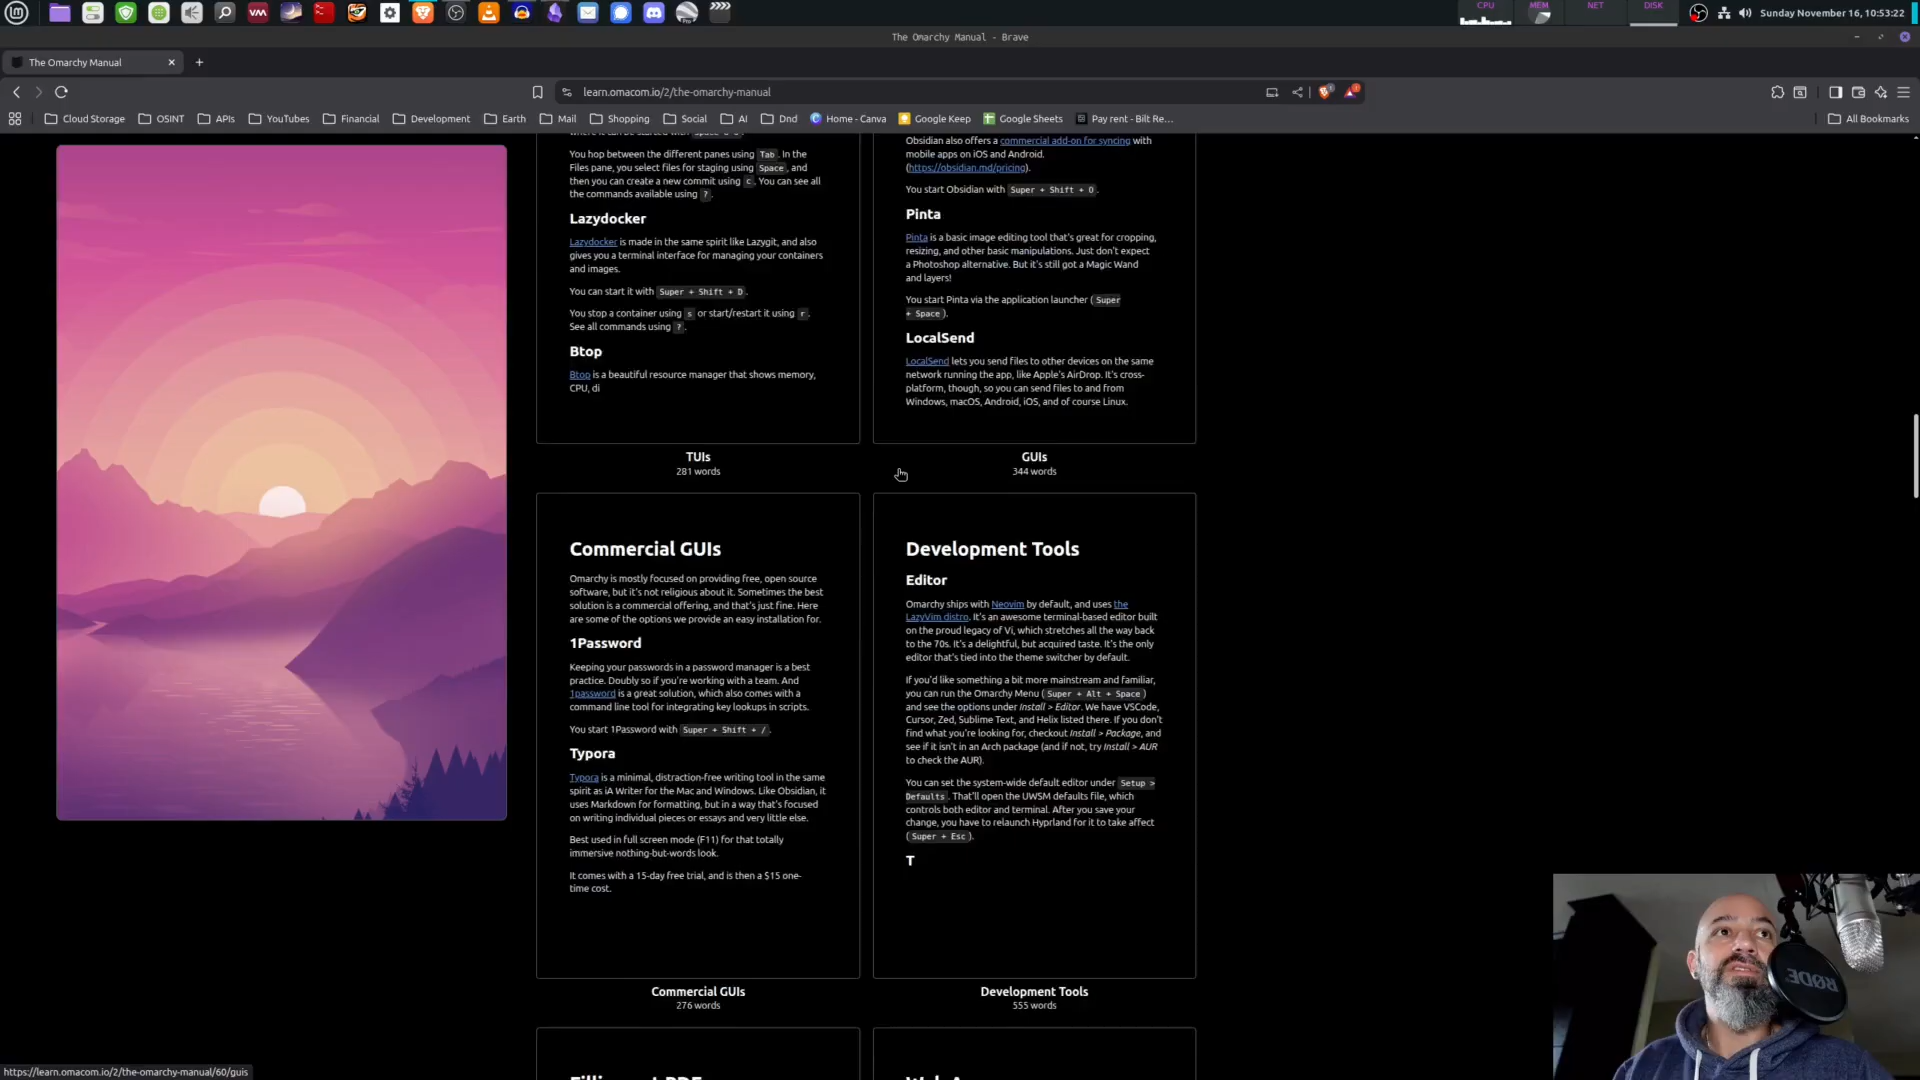 CPU
MEM
NET
DISK
Sunday November 16, 10:53:22
The Omarchy Manual - Brave
The Omarchy Manual
learn.omacom.io/2/the-omarchy-manual
Cloud Storage
OSINT
APIs
YouTubes
Financial
Development
Earth
Mail
Shopping
Social
AI
Dnd
Home - Canva
Google Keep
Google Sheets
Pay rent - Bilt Re...
All Bookmarks
You hop between the different panes using Tab. In the
Files pane, you select files for staging using Space, and
then you can create a new commit using c. You can see all
the commands available using ?.
Lazydocker
Lazydocker is made in the same spirit like Lazygit, and also
gives you a terminal interface for managing your containers
and images.
You can start it with Super + Shift + D.
You stop a container using s or start/restart it using r.
See all commands using ?.
Btop
Btop is a beautiful resource manager that shows memory,
CPU, di
TUIs
281 words
Obsidian also offers a commercial add-on for syncing with
mobile apps on iOS and Android.
(https://obsidian.md/pricing).
You start Obsidian with Super + Shift + O.
Pinta
Pinta is a basic image editing tool that's great for cropping,
resizing, and other basic manipulations. Just don't expect
a Photoshop alternative. But it's still got a Magic Wand
and layers!
You start Pinta via the application launcher (Super
+ Space).
LocalSend
LocalSend lets you send files to other devices on the same
network running the app, like Apple's AirDrop. It's cross-
platform, though, so you can send files to and from
Windows, macOS, Android, iOS, and of course Linux.
GUIs
344 words
Commercial GUIs
Omarchy is mostly focused on providing free, open source
software, but it's not religious about it. Sometimes the best
solution is a commercial offering, and that's just fine. Here
are some of the options we provide an easy installation for.
1Password
Keeping your passwords in a password manager is a best
practice. Doubly so if you're working with a team. And
1password is a great solution, which also comes with a
command line tool for integrating key lookups in scripts.
You start 1Password with Super + Shift + /.
Typora
Typora is a minimal, distraction-free writing tool in the same
spirit as iA Writer for the Mac and Windows. Like Obsidian, it
uses Markdown for formatting, but in a way that's focused
on writing individual pieces or essays and very little else.
Best used in full screen mode (F11) for that totally
immersive nothing-but-words look.
It comes with a 15-day free trial, and is then a $15 one-
time cost.
Commercial GUIs
276 words
Development Tools
Editor
Omarchy ships with Neovim by default, and uses the
LazyVim distro. It's an awesome terminal-based editor built
on the proud legacy of Vi, which stretches all the way back
to the 70s. It's a delightful, but acquired taste. It's the only
editor that's tied into the theme switcher by default.
If you'd like something a bit more mainstream and familiar,
you can run the Omarchy Menu (Super + Alt + Space)
and see the options under Install > Editor. We have VSCode,
Cursor, Zed, Sublime Text, and Helix listed there. If you don't
find what you're looking for, checkout Install > Package, and
see if it isn't in an Arch package (and if not, try Install > AUR
to check the AUR).
You can set the system-wide default editor under Setup >
Defaults. That'll open the UWSM defaults file, which
controls both editor and terminal. After you save your
change, you have to relaunch Hyprland for it to take affect
(Super + Esc).
T
Development Tools
555 words
RØDE
https://learn.omacom.io/2/the-omarchy-manual/60/guis